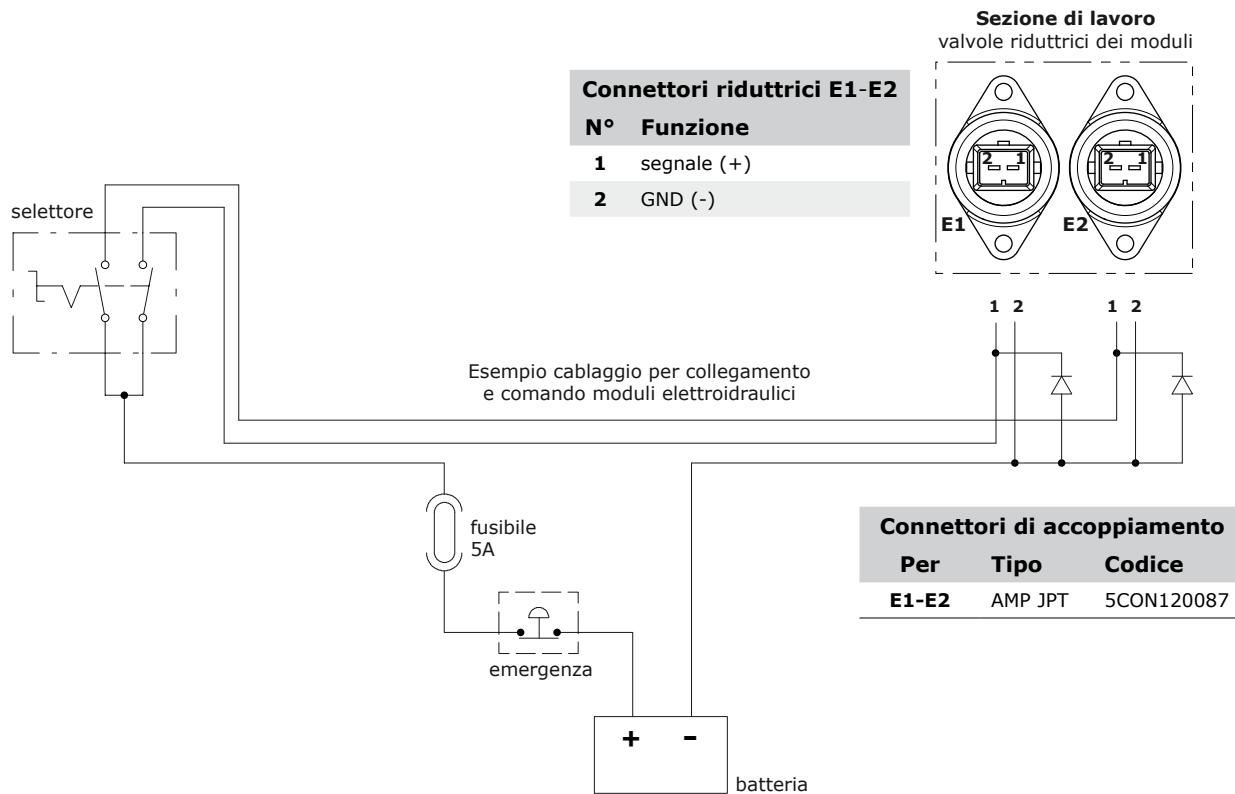 Sezione di lavoro
valvole riduttrici dei moduli
Connettori riduttrici E1-E2
N° Funzione
1 segnale (+)
2 GND (-)
2 1
2 1
E1
E2
selettore
1 2
1 2
Esempio cablaggio per collegamento
e comando moduli elettroidraulici
fusibile
5A
Connettori di accoppiamento
Per Tipo Codice
E1-E2 AMP JPT 5CON120087
emergenza
+ -
batteria